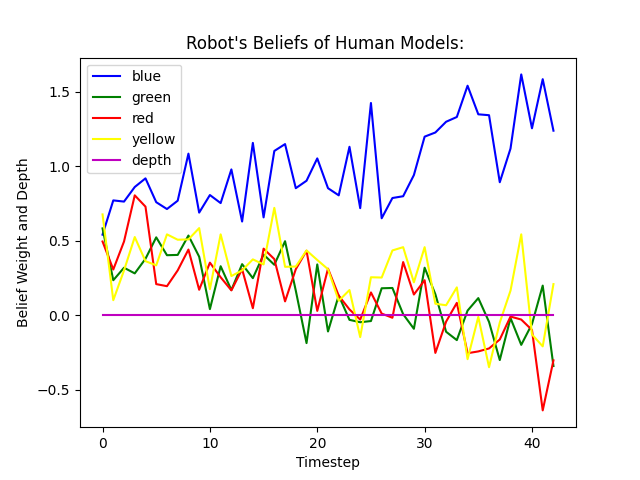 Robot's Beliefs of Human Models:
blue
green
red
yellow
depth
1.5
1.0
0.5
0.0
−0.5
Belief Weight and Depth
0
10
20
30
40
Timestep